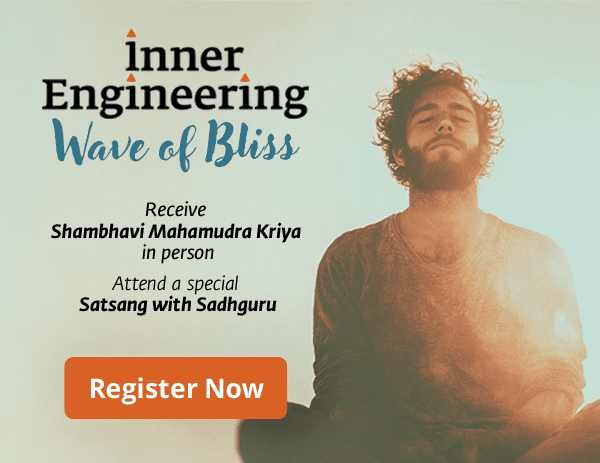 inner
Engineering
Wave of Bliss
Receive
Shambhavi Mahamudra Kriya
in person
Attend a special
Satsang with Sadhguru
Register Now